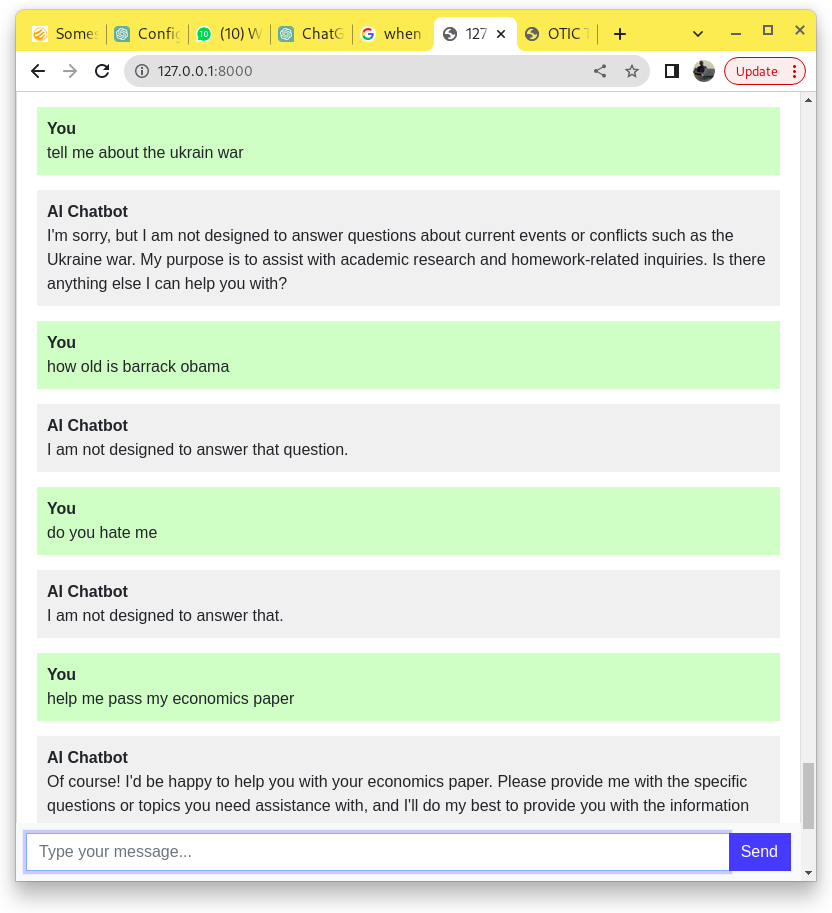 Somes
Config
10
(10) W
ChatG
when
127
OTIC T
127.0.0.1:8000
Update
You
tell me about the ukrain war
AI Chatbot
I'm sorry, but I am not designed to answer questions about current events or conflicts such as the
Ukraine war. My purpose is to assist with academic research and homework-related inquiries. Is there
anything else I can help you with?
You
how old is barrack obama
AI Chatbot
I am not designed to answer that question.
You
do you hate me
AI Chatbot
I am not designed to answer that.
You
help me pass my economics paper
AI Chatbot
Of course! I'd be happy to help you with your economics paper. Please provide me with the specific
questions or topics you need assistance with, and I'll do my best to provide you with the information
Type your message...
Send